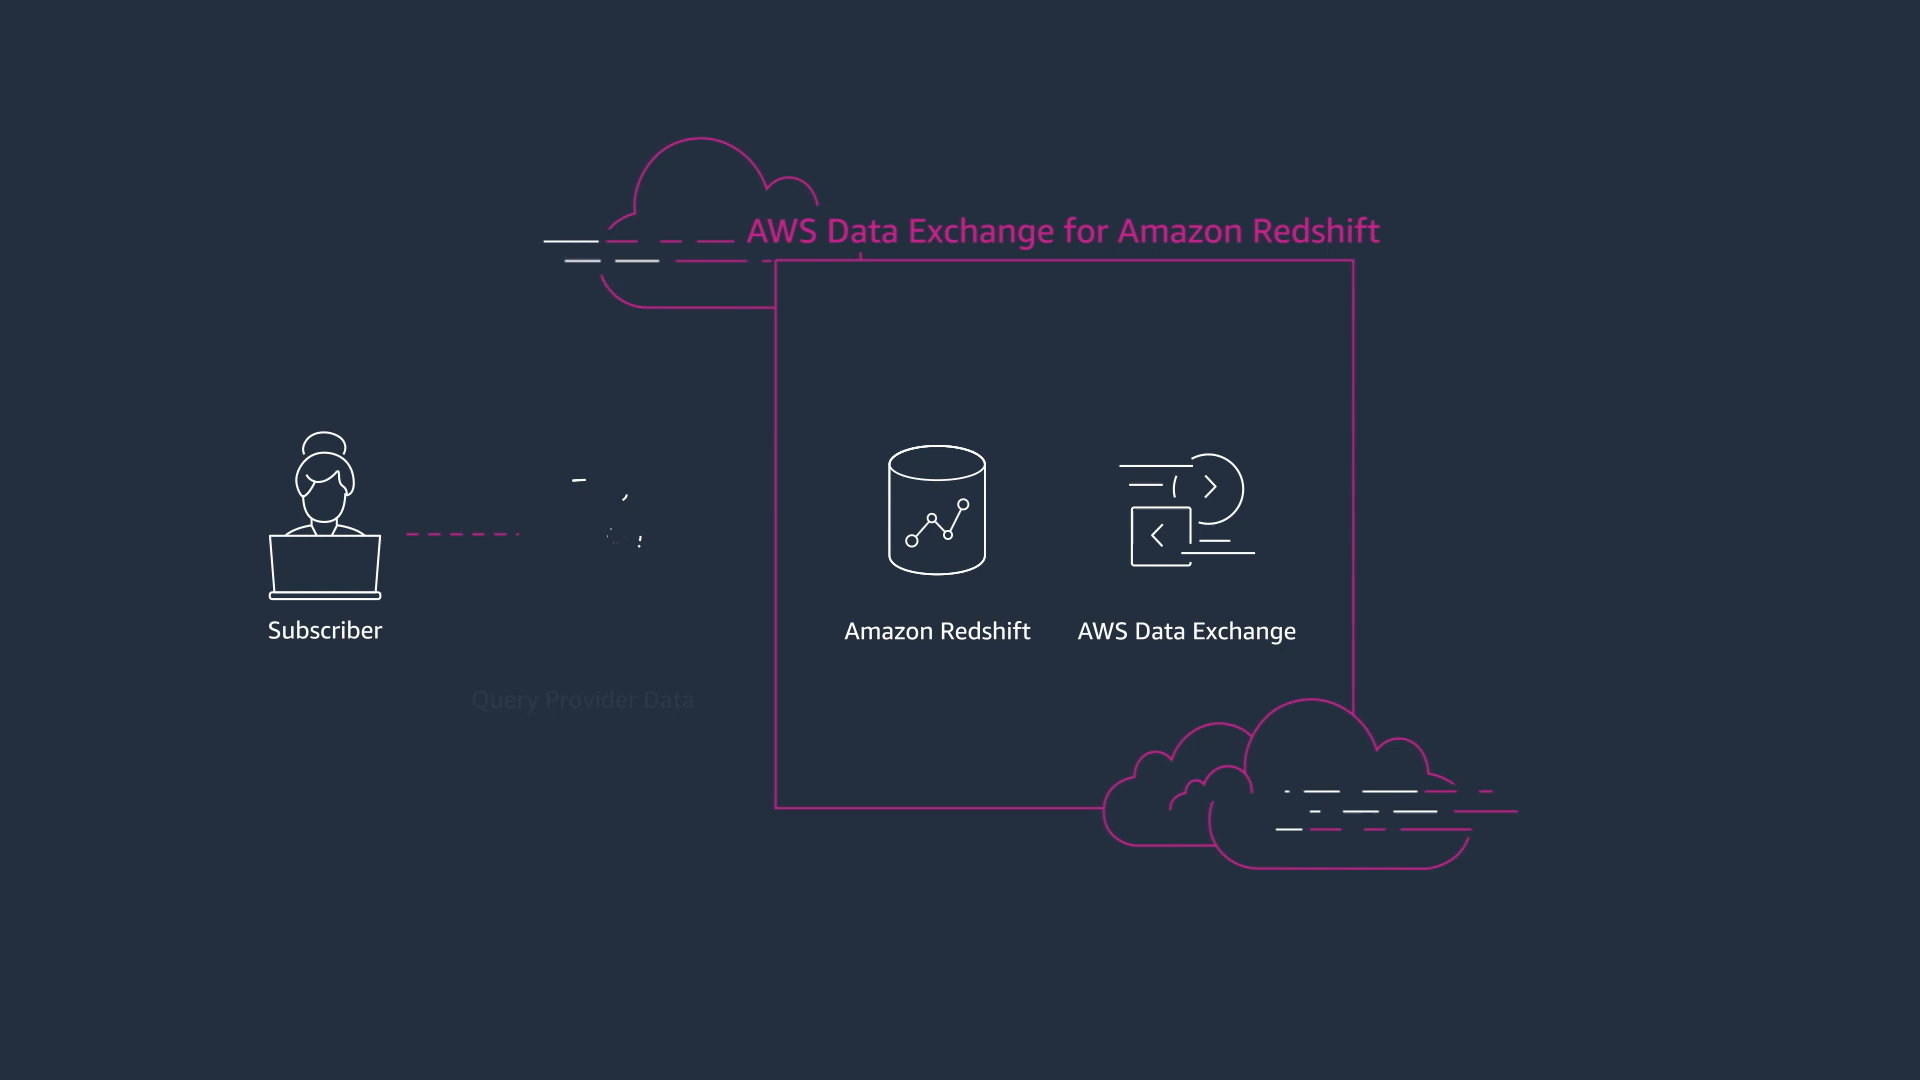 AWS Data Exchange for Amazon Redshift
Subscriber
Amazon Redshift
AWS Data Exchange
Query Provider Data